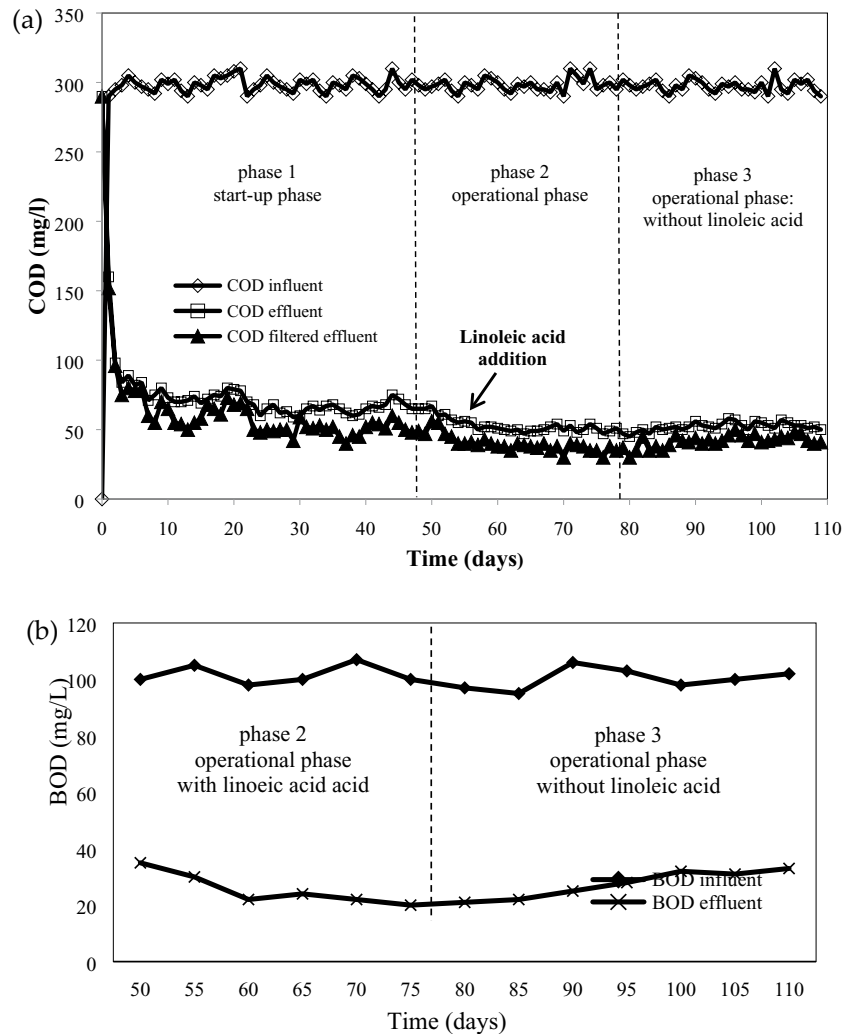 (a)
350
300
250
200
150
100
50
0
COD (mg/l)
phase 1
start-up phase
phase 2
operational phase
phase 3
operational phase:
without linoleic acid
COD influent
COD effluent
COD filtered effluent
Linoleic acid
addition
0 10 20 30 40 50 60 70 80 90 100 110
Time (days)
(b)
120
100
80
60
40
20
0
BOD (mg/L)
phase 2
operational phase
with linoeic acid acid
phase 3
operational phase
without linoleic acid
BOD influent
BOD effluent
50 55 60 65 70 75 80 85 90 95 100 105 110
Time (days)